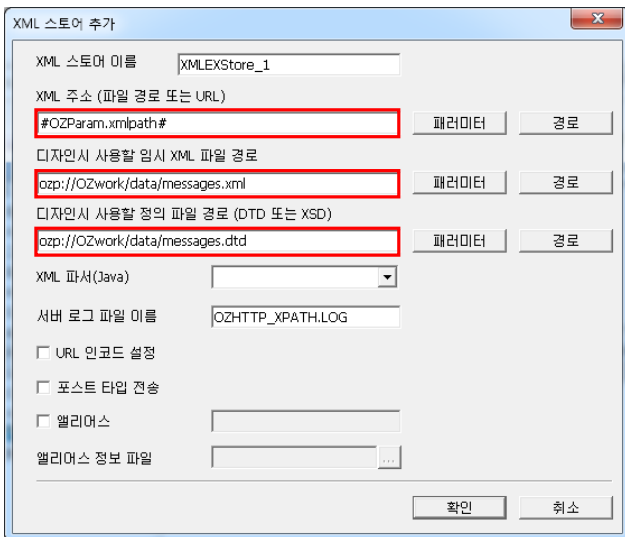 XML 스토어 추가
XML 스토어 이름 XMLEXStore_1
XML 주소 (파일 경로 또는 URL)
#OZParam.xmlpath# 패러미터 경로
디자인시 사용할 임시 XML 파일 경로
ozp://OZwork/data/messages.xml 패러미터 경로
디자인시 사용할 정의 파일 경로 (DTD 또는 XSD)
ozp://OZwork/data/messages.dtd 패러미터 경로
XML 파서(Java)
서버 로그 파일 이름 OZHTTP_XPATH.LOG
URL 인코드 설정
포스트 타입 전송
앨리어스
앨리어스 정보 파일 ...
확인 취소